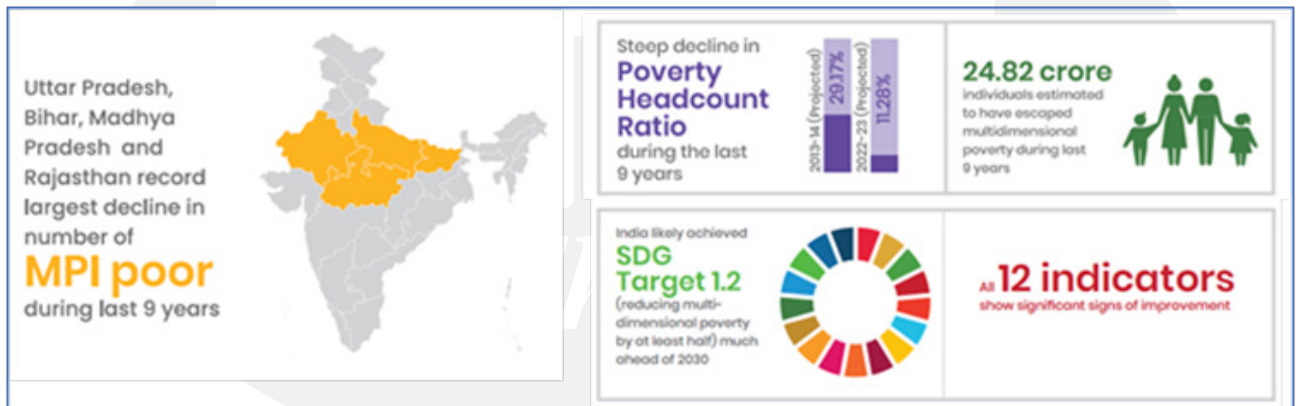 Uttar Pradesh,
Bihar, Madhya
Pradesh and
Rajasthan record
largest decline in
number of
MPI poor
during last 9 years
Steep decline in
Poverty
Headcount
Ratio
during the last
9 years
2013-14 (Projected)
29.17%
2022-23 (Projected)
11.28%
24.82 crore
individuals estimated
to have escaped
multidimensional
poverty during last
9 years
India likely achieved
SDG
Target 1.2
(reducing multi-
dimensional poverty
by at least half) much
ahead of 2030
All 12 indicators
show significant signs of improvement